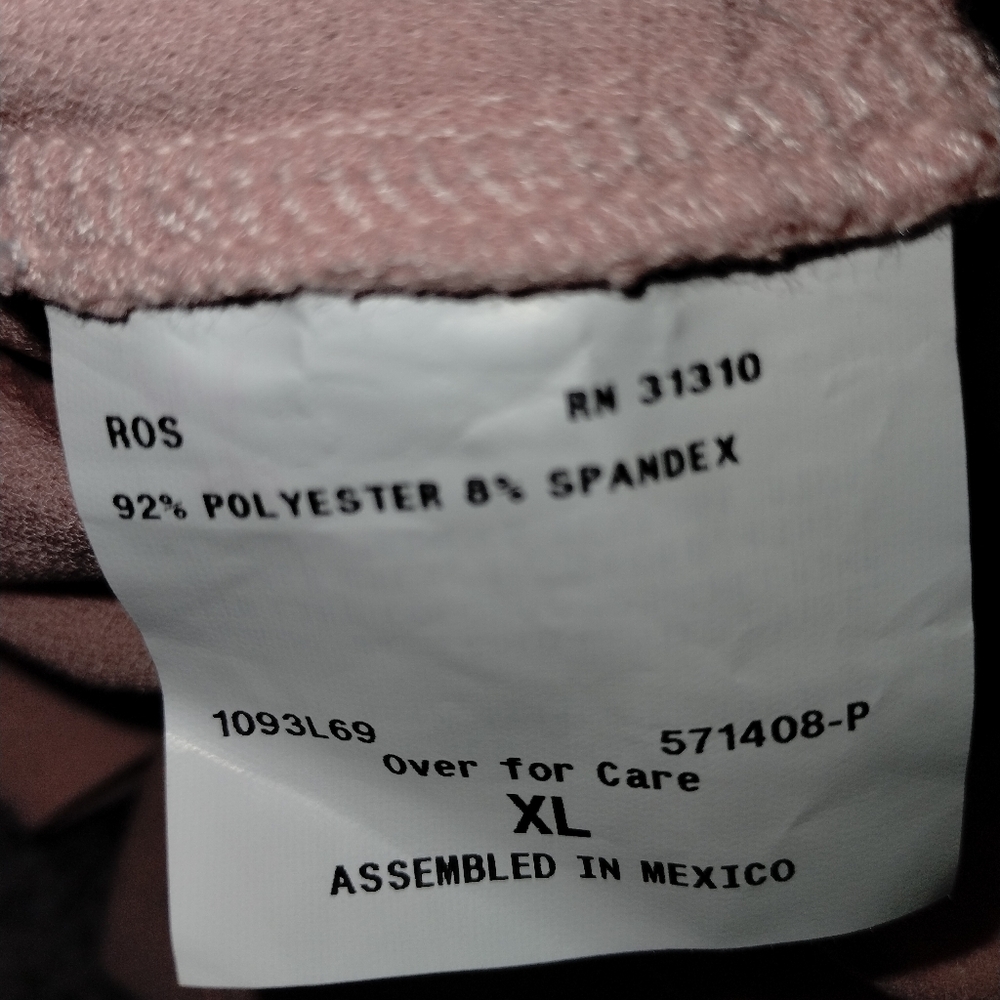 ROS RN 31310
92% POLYESTER 8% SPANDEX
1093L69 571408-P
Over for Care
XL
ASSEMBLED IN MEXICO